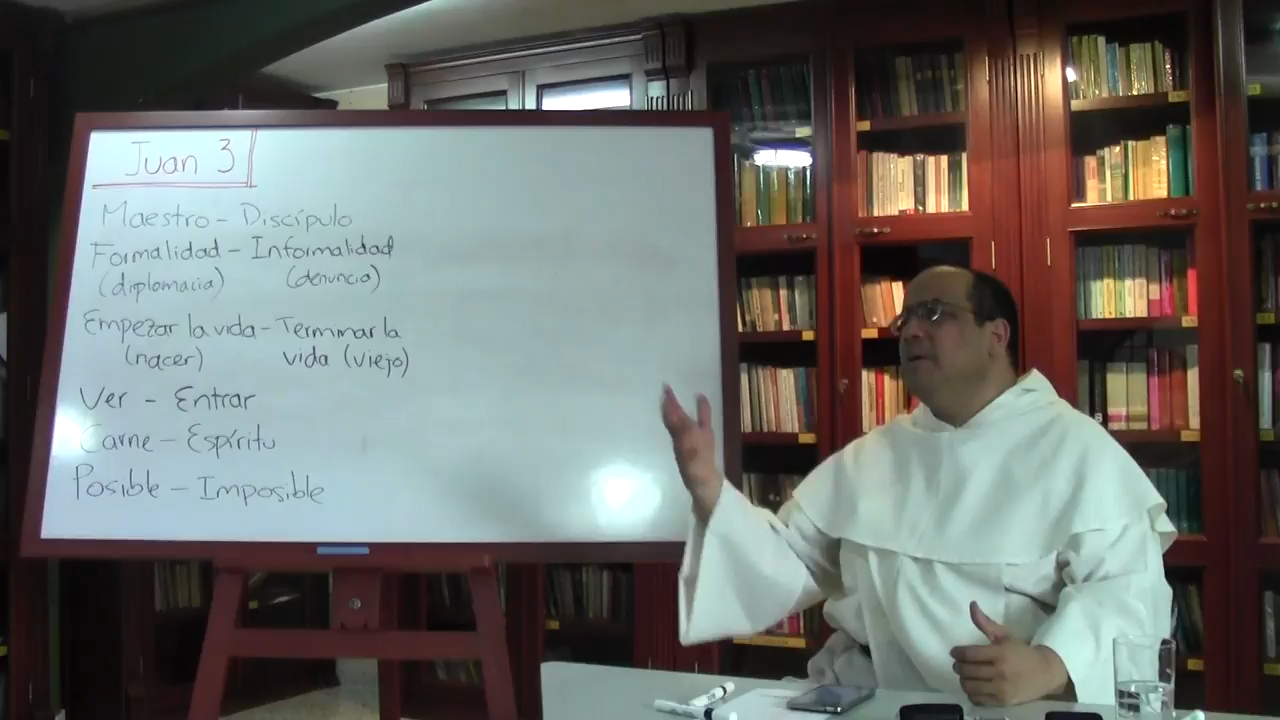 Juan 3
Maestro - Discípulo
Formalidad - Informalidad
(diplomacia) (denuncia)
Empezar la vida - Terminar la
(nacer) vida (viejo)
Ver - Entrar
Carne - Espíritu
Posible - Imposible